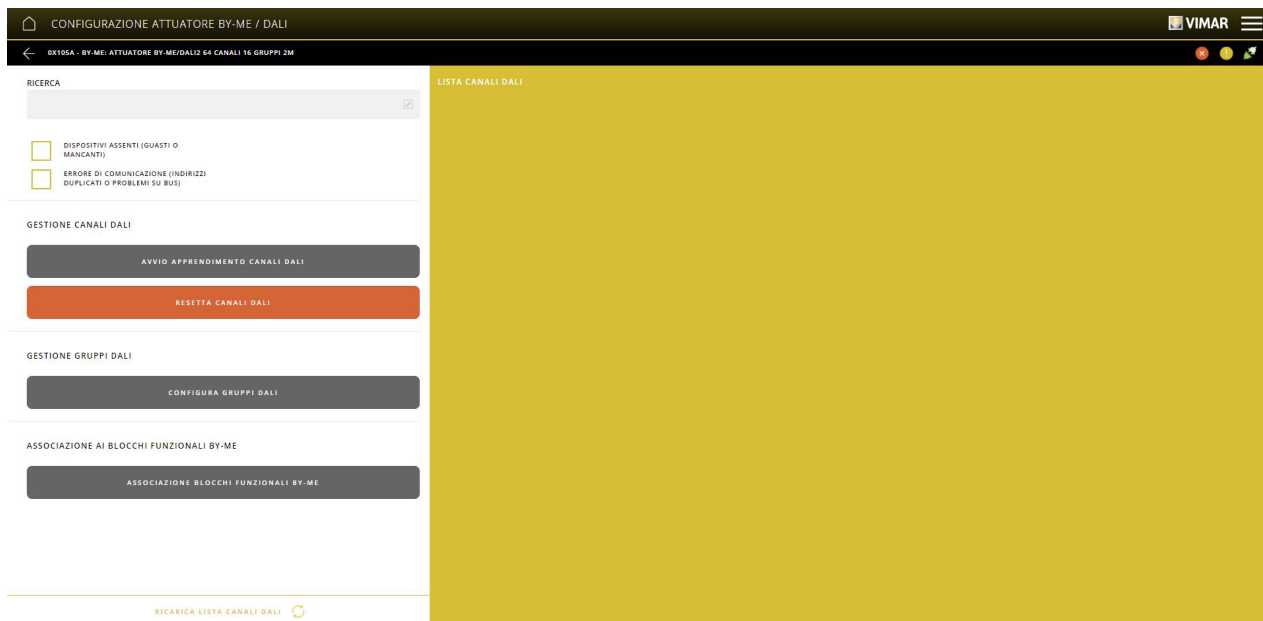 CONFIGURAZIONE ATTUATORE BY-ME / DALI
VIMAR
0X105A - BY-ME: ATTUATORE BY-ME/DALI2 64 CANALI 16 GRUPPI 2M
RICERCA
DISPOSITIVI ASSENTI (GUASTI O
MANCANTI)
ERRORE DI COMUNICAZIONE (INDIRIZZI
DUPLICATI O PROBLEMI SU BUS)
GESTIONE CANALI DALI
AVVIO APPRENDIMENTO CANALI DALI
RESETTA CANALI DALI
GESTIONE GRUPPI DALI
CONFIGURA GRUPPI DALI
ASSOCIAZIONE AI BLOCCHI FUNZIONALI BY-ME
ASSOCIAZIONE BLOCCHI FUNZIONALI BY-ME
RICARICA LISTA CANALI DALI
LISTA CANALI DALI